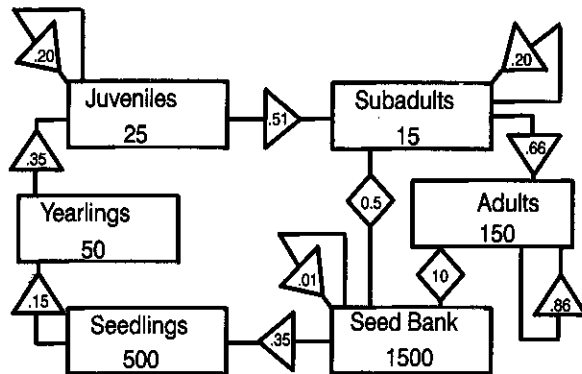 .20
.20
Juveniles
25
.51
Subadults
15
.35
.66
Yearlings
50
0.5
Adults
150
.01
10
.15
.86
Seedlings
500
.35
Seed Bank
1500